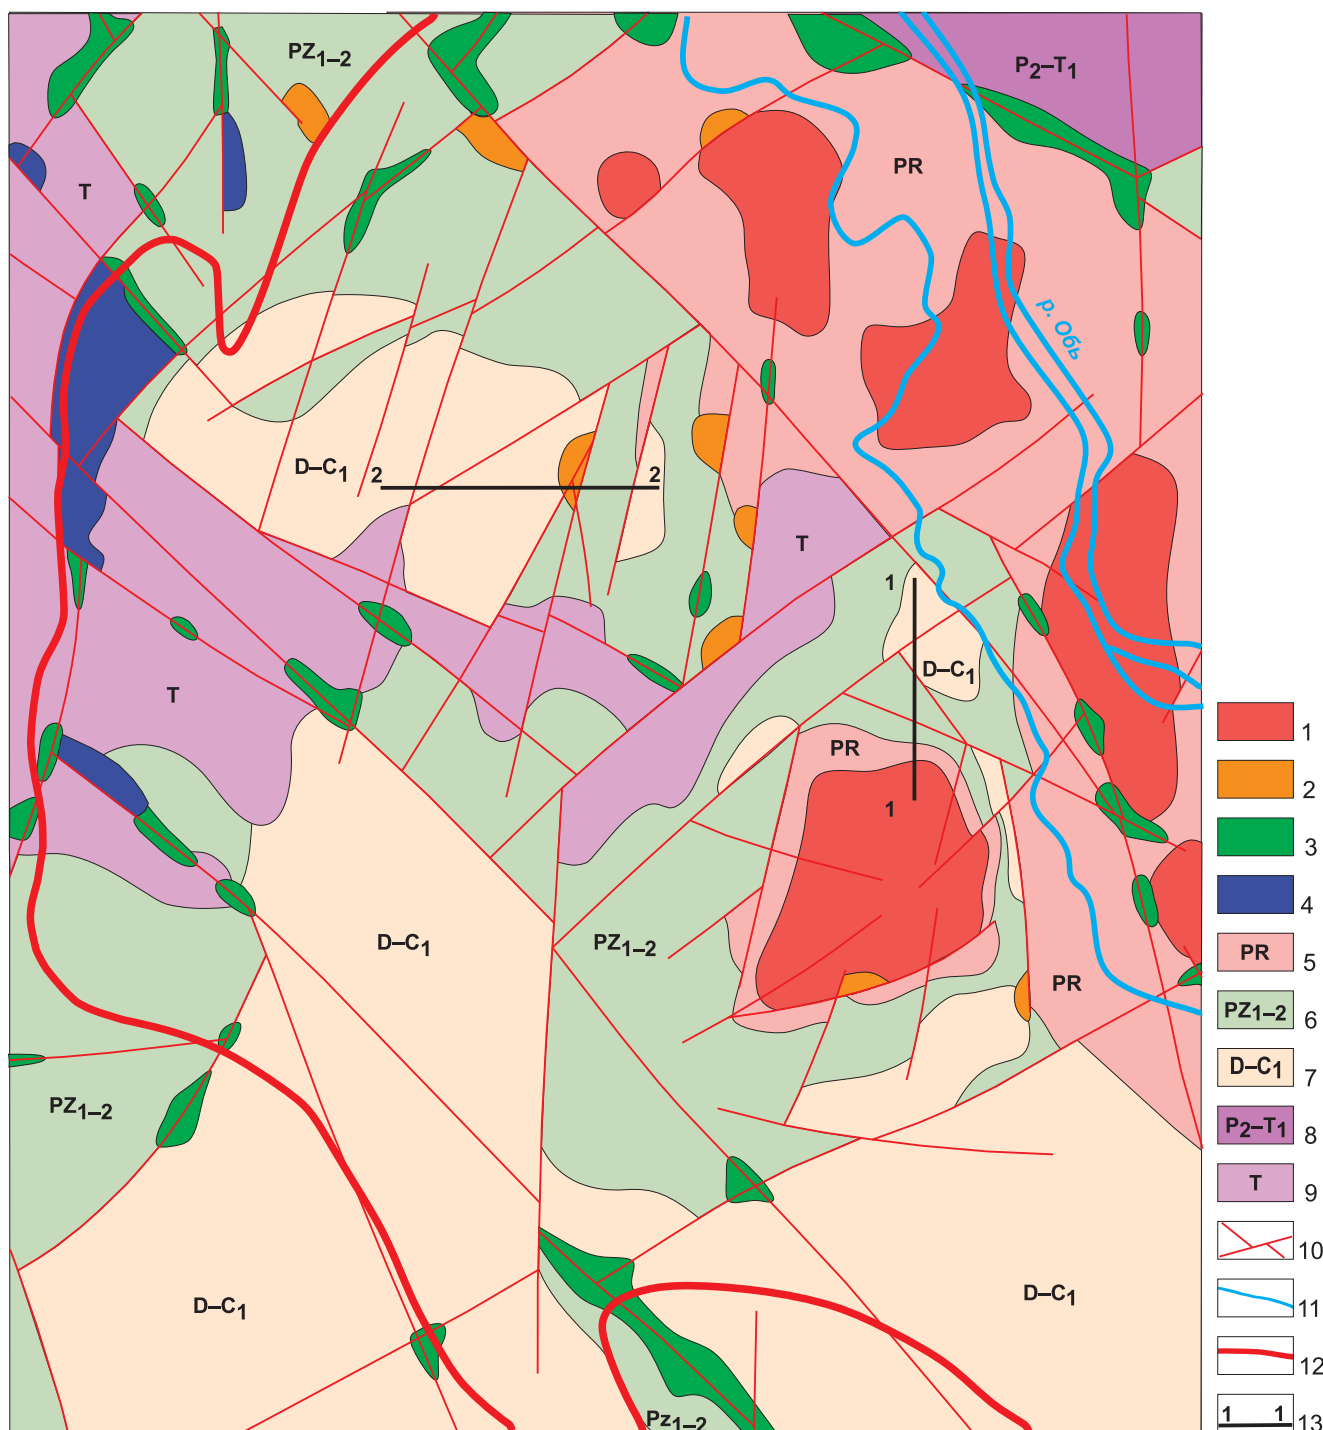 PZ1–2
P2–T1
PR
T
р. Обь
D–C1
2
2
T
1
D–C1
T
PR
1
D–C1
PZ1–2
PR
PZ1–2
D–C1
D–C1
Pz1–2
1
2
3
4
PR 5
PZ1–2 6
D–C1 7
P2–T1 8
T 9
10
11
12
1 1 13